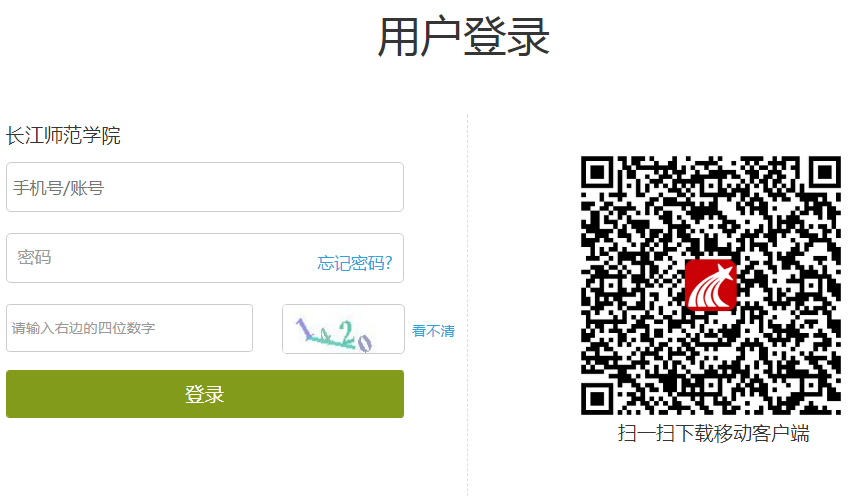 用户登录
长江师范学院
手机号/账号
密码
忘记密码?
请输入右边的四位数字
1420
看不清
登录
扫一扫下载移动客户端